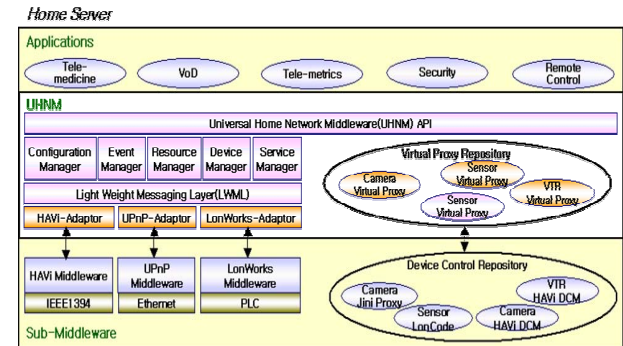 Home Server
Applications
Tele-
medicine
VoD
Tele-metrics
Security
Remote
Control
UHNM
Universal Home Network Middleware(UHNM) API
Configuration
Manager
Event
Manager
Resource
Manager
Device
Manager
Service
Manager
Light Weight Messaging Layer(LWML)
HAVi-Adaptor
UPnP-Adaptor
LonWorks-Adaptor
Virtual Proxy Repository
Camera
Virtual Proxy
Sensor
Virtual Proxy
Sensor
Virtual Proxy
VTR
Virtual Proxy
HAVi Middleware
IEEE1394
UPnP
Middleware
Ethernet
LonWorks
Middleware
PLC
Device Control Repository
Camera
Jini Proxy
Sensor
LonCode
Camera
HAVi DCM
VTR
HAVi DCM
Sub-Middleware